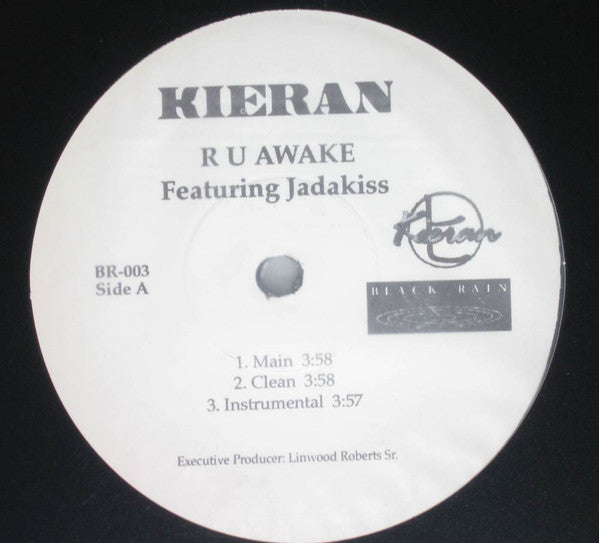 KIERAN
R U AWAKE
Featuring Jadakiss
Kieran
BR-003
Side A
BLACK RAIN
1. Main 3:58
2. Clean 3:58
3. Instrumental 3:57
Executive Producer: Linwood Roberts Sr.